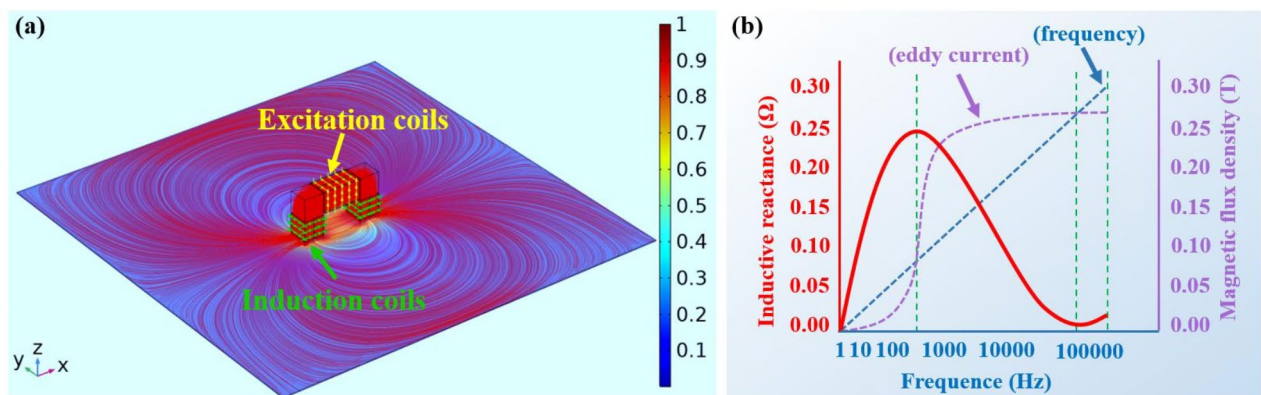 (a)
Excitation coils
Induction coils
z
y
x
1
0.9
0.8
0.7
0.6
0.5
0.4
0.3
0.2
0.1
(b)
(frequency)
(eddy current)
Inductive reactance (Ω)
0.30
0.25
0.20
0.15
0.10
0.05
0.00
0.30
0.25
0.20
0.15
0.10
0.05
0.00
Magnetic flux density (T)
1 10 100 1000 10000 100000
Frequence (Hz)